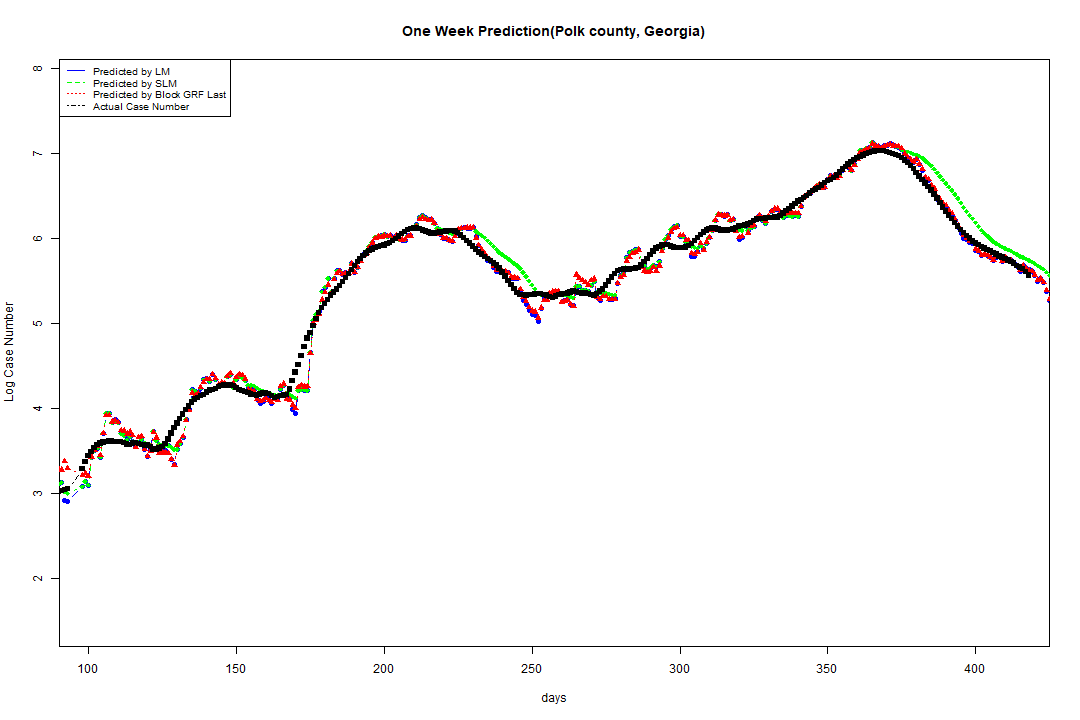 One Week Prediction(Polk county, Georgia)
Predicted by LM
Predicted by SLM
Predicted by Block GRF Last
Actual Case Number
8
7
6
5
4
3
2
Log Case Number
100 150 200 250 300 350 400
days